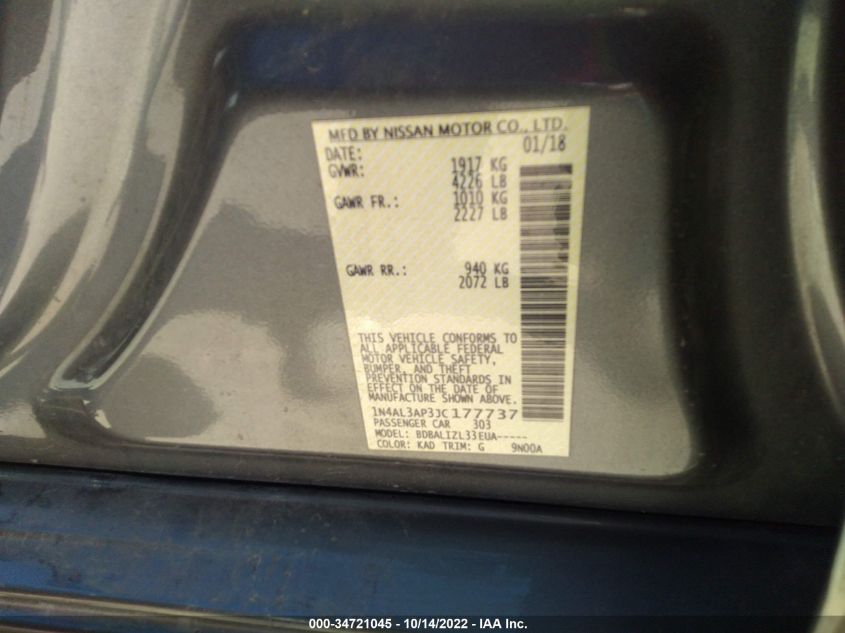 MFD BY NISSAN MOTOR CO., LTD.
DATE: 01/18
GVWR: 1917 KG
4226 LB
GAWR FR.: 1010 KG
2227 LB
GAWR RR.: 940 KG
2072 LB
THIS VEHICLE CONFORMS TO
ALL APPLICABLE FEDERAL
MOTOR VEHICLE SAFETY,
BUMPER, AND THEFT
PREVENTION STANDARDS IN
EFFECT ON THE DATE OF
MANUFACTURE SHOWN ABOVE.
1N4AL3AP3JC177737
PASSENGER CAR 303
MODEL: BDBALIZL33EUA-----
COLOR: KAD TRIM: G 9N00A
000-34721045 - 10/14/2022 - IAA Inc.